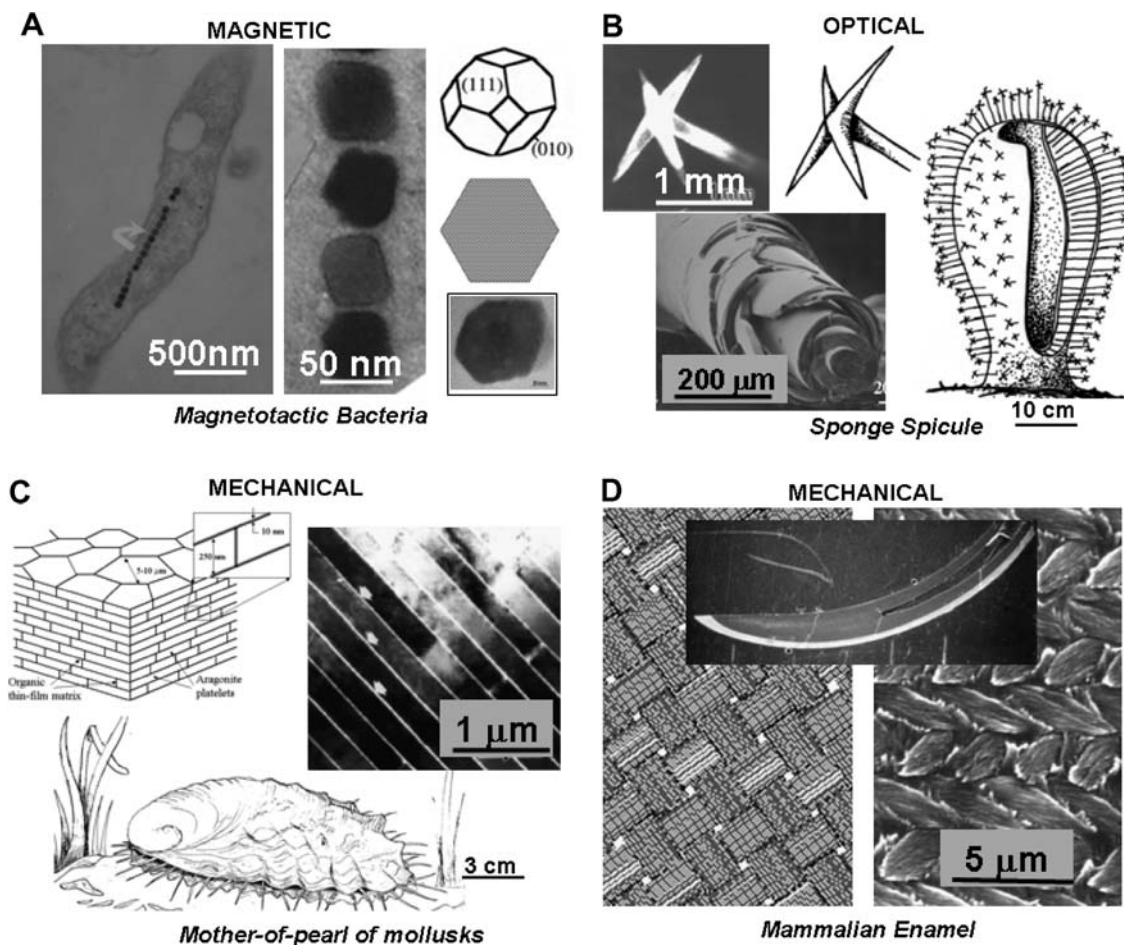 A
MAGNETIC
500nm
50 nm
(111)
(010)
Magnetotactic Bacteria
B
OPTICAL
1 mm
200 μm
10 cm
Sponge Spicule
C
MECHANICAL
10 nm
250 nm
5-10 μm
Organic
thin-film matrix
Aragonite
platelets
1 μm
3 cm
Mother-of-pearl of mollusks
D
MECHANICAL
5 μm
Mammalian Enamel